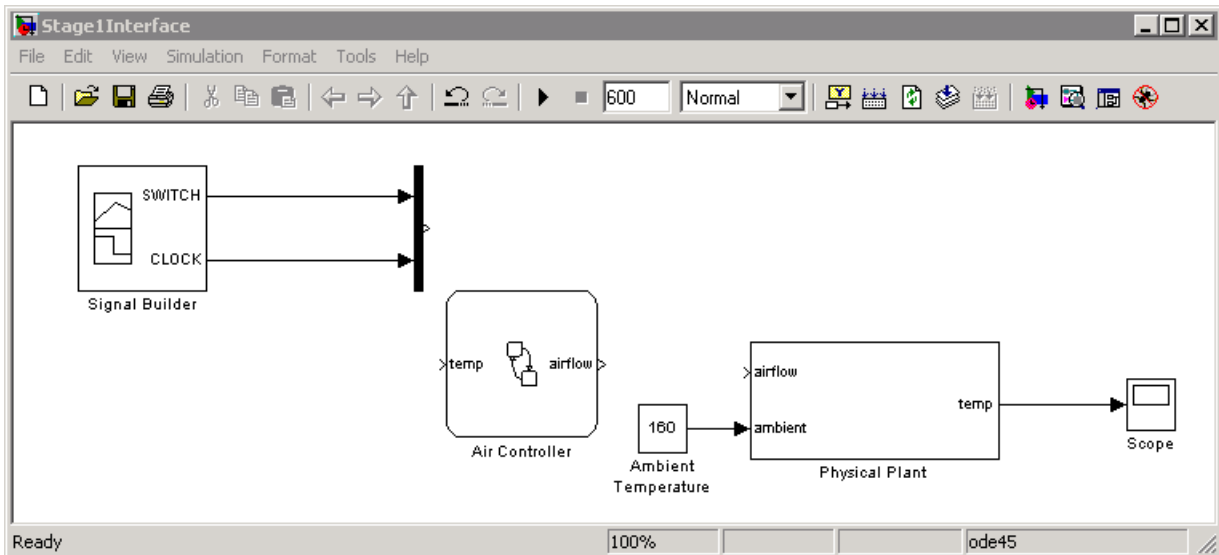 Stage1Interface
File Edit View Simulation Format Tools Help
600 Normal
SWITCH
CLOCK
Signal Builder
temp airflow
Air Controller
160
Ambient
Temperature
airflow
ambient
temp
Physical Plant
Scope
Ready 100% ode45